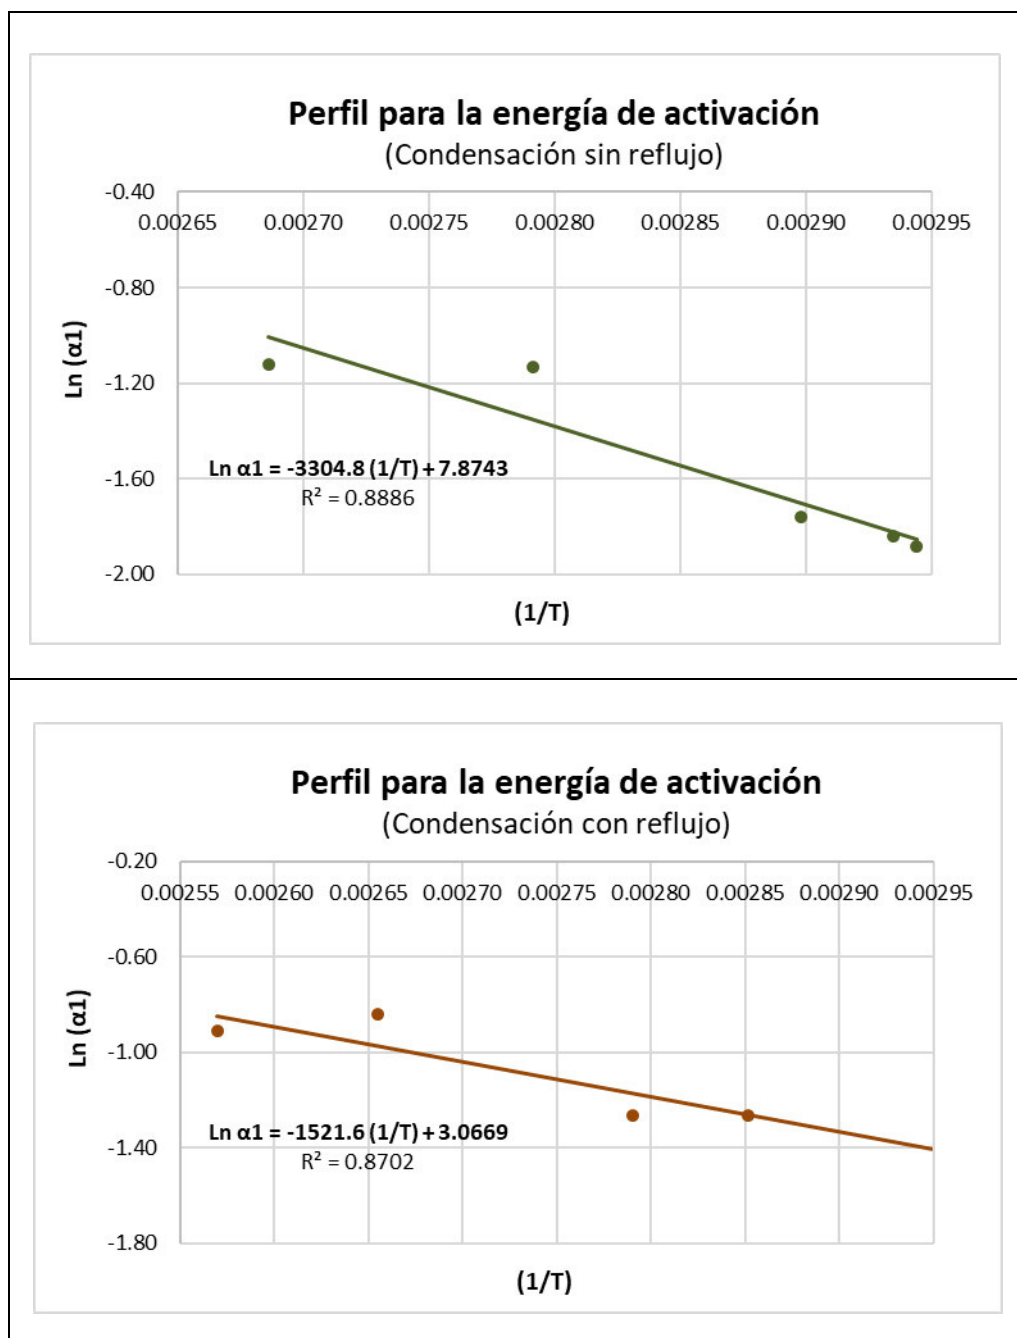 Perfil para la energía de activación
(Condensación sin reflujo)
-0.40
0.00265 0.00270 0.00275 0.00280 0.00285 0.00290 0.00295
-0.80
Ln (α1)
-1.20
Ln α1 = -3304.8 (1/T) + 7.8743
-1.60
R² = 0.8886
-2.00
(1/T)
Perfil para la energía de activación
(Condensación con reflujo)
-0.20
0.00255 0.00260 0.00265 0.00270 0.00275 0.00280 0.00285 0.00290 0.00295
-0.60
Ln (α1)
-1.00
Ln α1 = -1521.6 (1/T) + 3.0669
-1.40
R² = 0.8702
-1.80
(1/T)